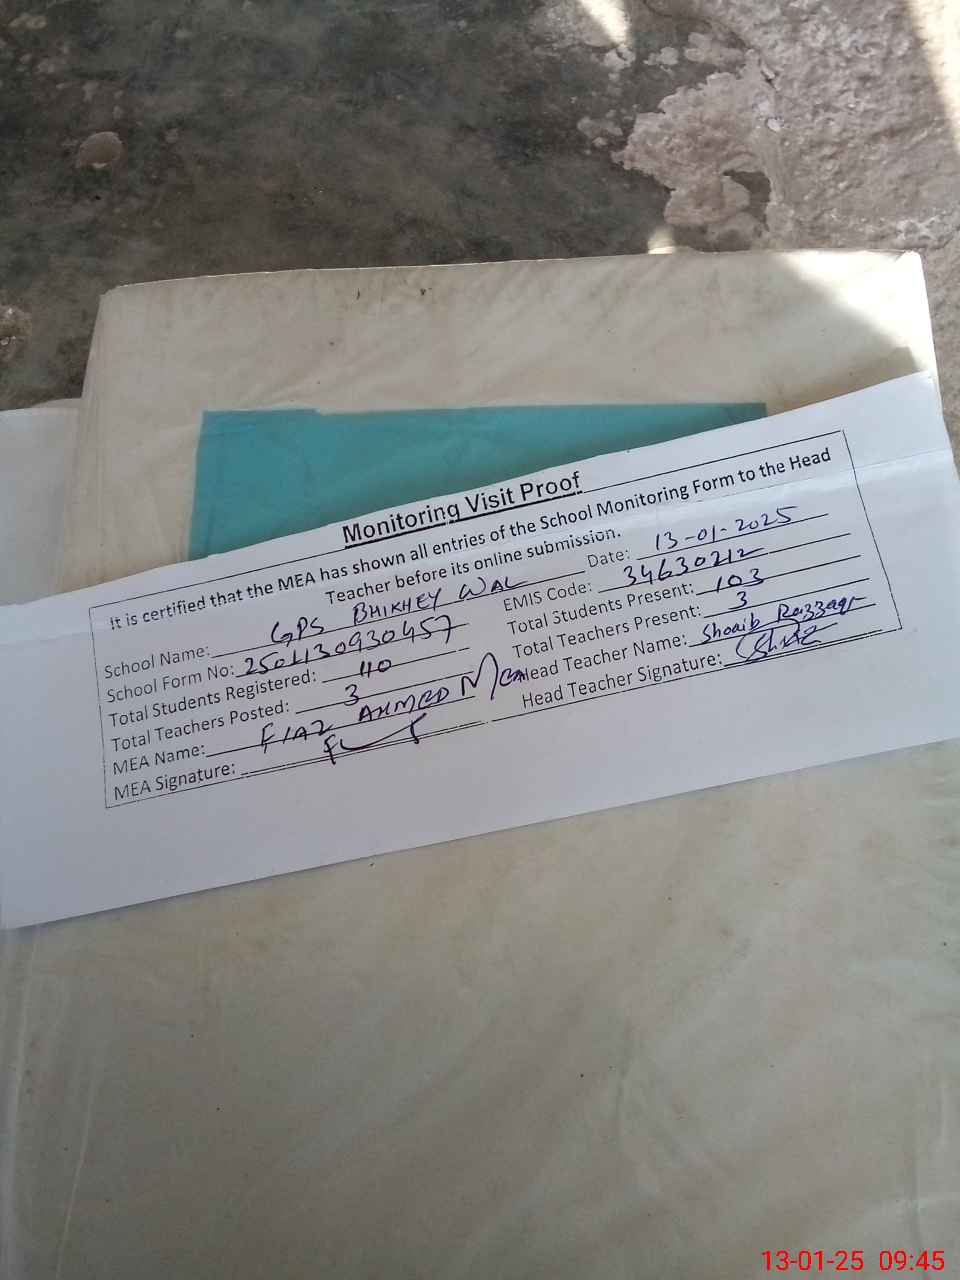 Monitoring Visit Proof
It is certified that the MEA has shown all entries of the School Monitoring Form to the Head
Teacher before its online submission.
School Name: GPS BHIKHEY WAL Date: 13-01-2025
School Form No: 2501130930457 EMIS Code: 34630212
Total Students Registered: 110 Total Students Present: 103
Total Teachers Posted: 3 Total Teachers Present: 3
MEA Name: FIAZ AHMED Mea Head Teacher Name: Shoaib Razzaq
MEA Signature: Head Teacher Signature:
13-01-25 09:45